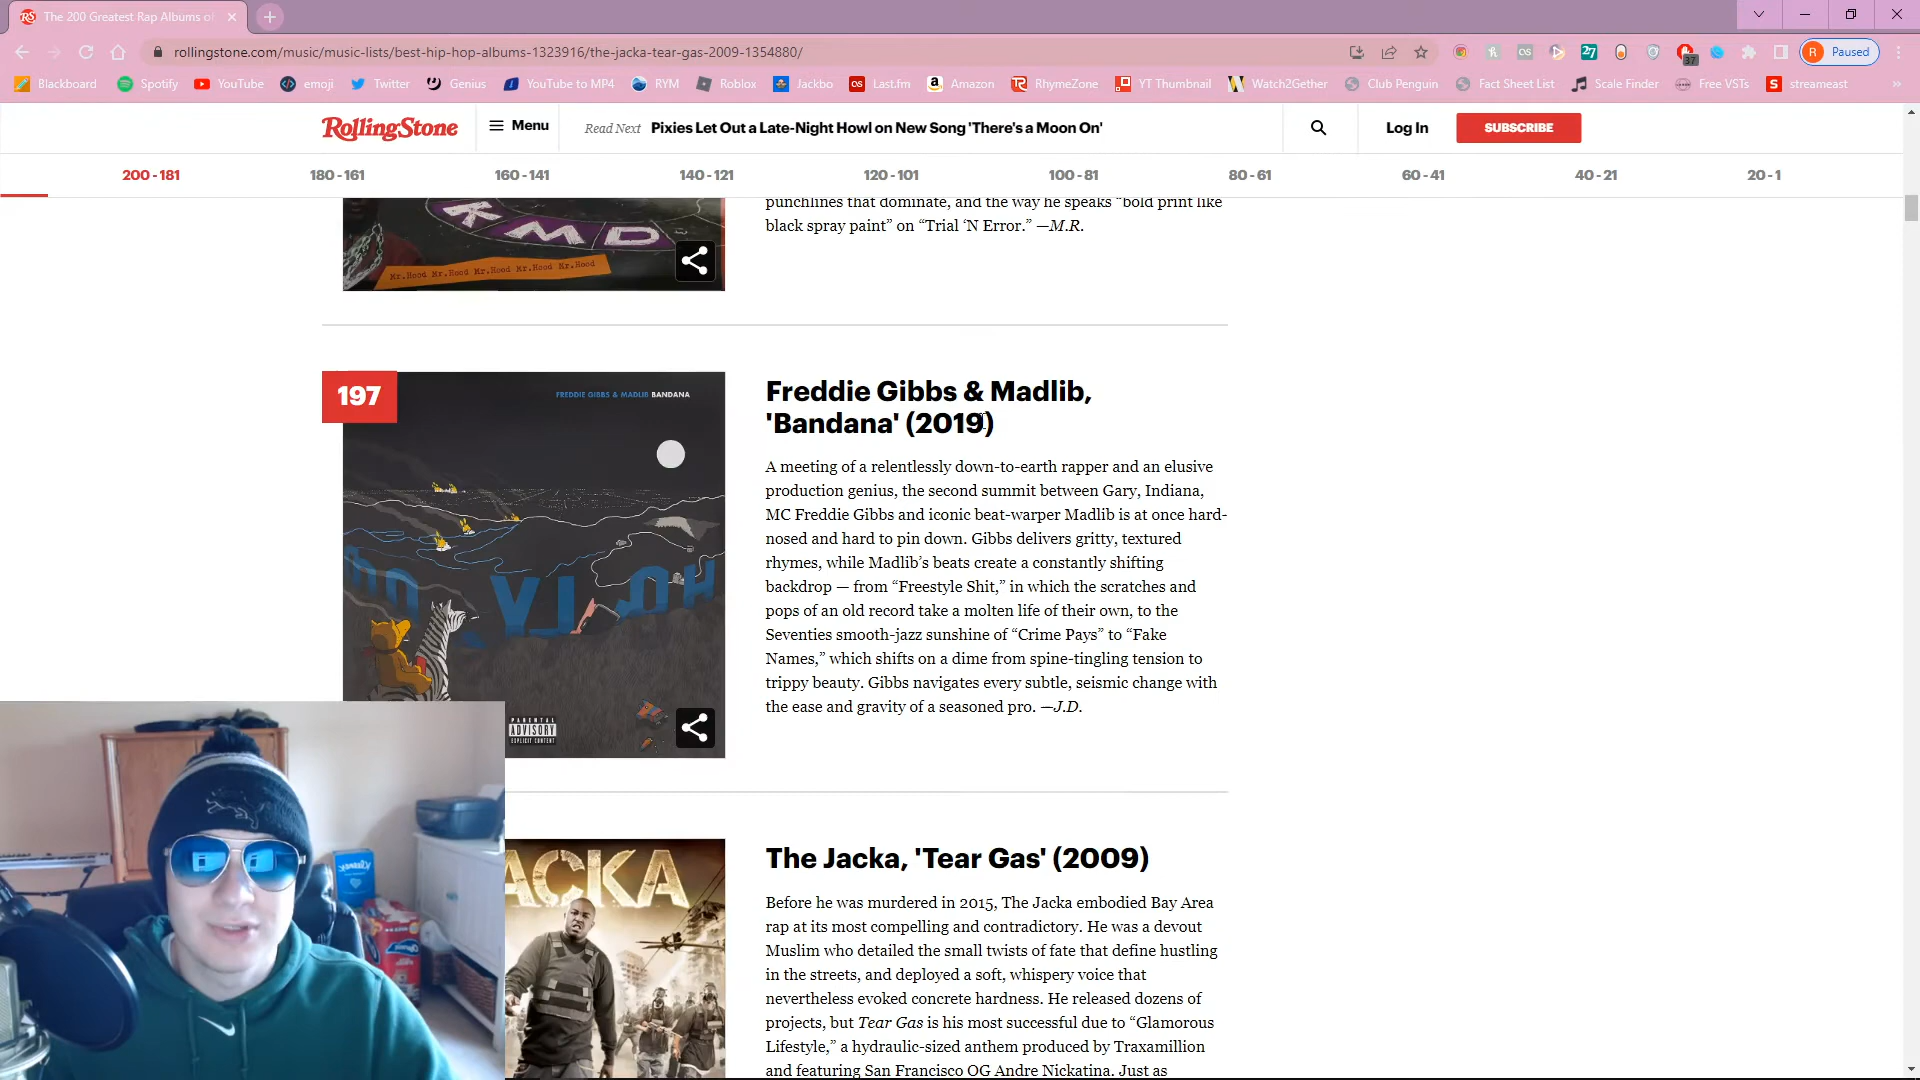 The 200 Greatest Rap Albums of
rollingstone.com/music/music-lists/best-hip-hop-albums-1323916/the-jacka-tear-gas-2009-1354880/
27
37
R Paused
Blackboard Spotify YouTube emoji Twitter Genius YouTube to MP4 RYM Roblox Jackbo Last.fm Amazon RhymeZone YT Thumbnail Watch2Gether Club Penguin Fact Sheet List Scale Finder Free VSTs streameast
RollingStone Menu Read Next Pixies Let Out a Late-Night Howl on New Song 'There's a Moon On' Log In SUBSCRIBE
200 - 181 180 - 161 160 - 141 140 - 121 120 - 101 100 - 81 80 - 61 60 - 41 40 - 21 20 - 1
punchlines that dominate, and the way he speaks “bold print like
black spray paint” on “Trial ‘N Error.” —M.R.
KMD
Mr.Hood Mr.Hood Mr.Hood Mr.Hood Mr.Hood
197
FREDDIE GIBBS & MADLIB BANDANA
PARENTAL
ADVISORY
EXPLICIT CONTENT
Freddie Gibbs & Madlib,
'Bandana' (2019)
A meeting of a relentlessly down-to-earth rapper and an elusive
production genius, the second summit between Gary, Indiana,
MC Freddie Gibbs and iconic beat-warper Madlib is at once hard-
nosed and hard to pin down. Gibbs delivers gritty, textured
rhymes, while Madlib’s beats create a constantly shifting
backdrop — from “Freestyle Shit,” in which the scratches and
pops of an old record take a molten life of their own, to the
Seventies smooth-jazz sunshine of “Crime Pays” to “Fake
Names,” which shifts on a dime from spine-tingling tension to
trippy beauty. Gibbs navigates every subtle, seismic change with
the ease and gravity of a seasoned pro. —J.D.
ACKA
The Jacka, 'Tear Gas' (2009)
Before he was murdered in 2015, The Jacka embodied Bay Area
rap at its most compelling and contradictory. He was a devout
Muslim who detailed the small twists of fate that define hustling
in the streets, and deployed a soft, whispery voice that
nevertheless evoked concrete hardness. He released dozens of
projects, but Tear Gas is his most successful due to “Glamorous
Lifestyle,” a hydraulic-sized anthem produced by Traxamillion
and featuring San Francisco OG Andre Nickatina. Just as